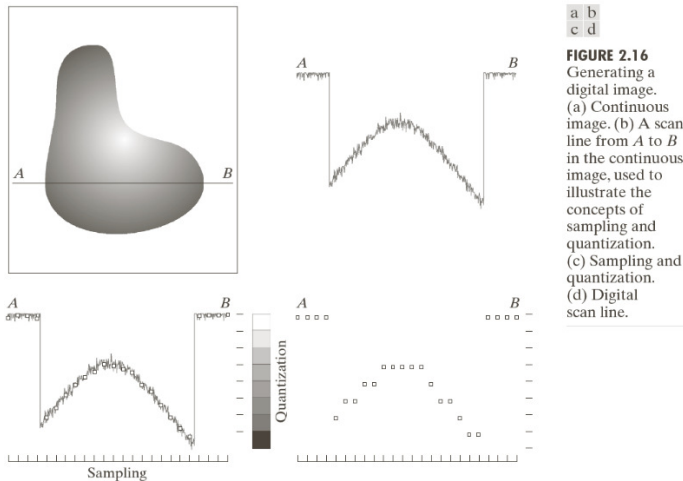 A B
A B
a b
c d
FIGURE 2.16
Generating a
digital image.
(a) Continuous
image. (b) A scan
line from A to B
in the continuous
image, used to
illustrate the
concepts of
sampling and
quantization.
(c) Sampling and
quantization.
(d) Digital
scan line.
A B
Quantization
Sampling
A B